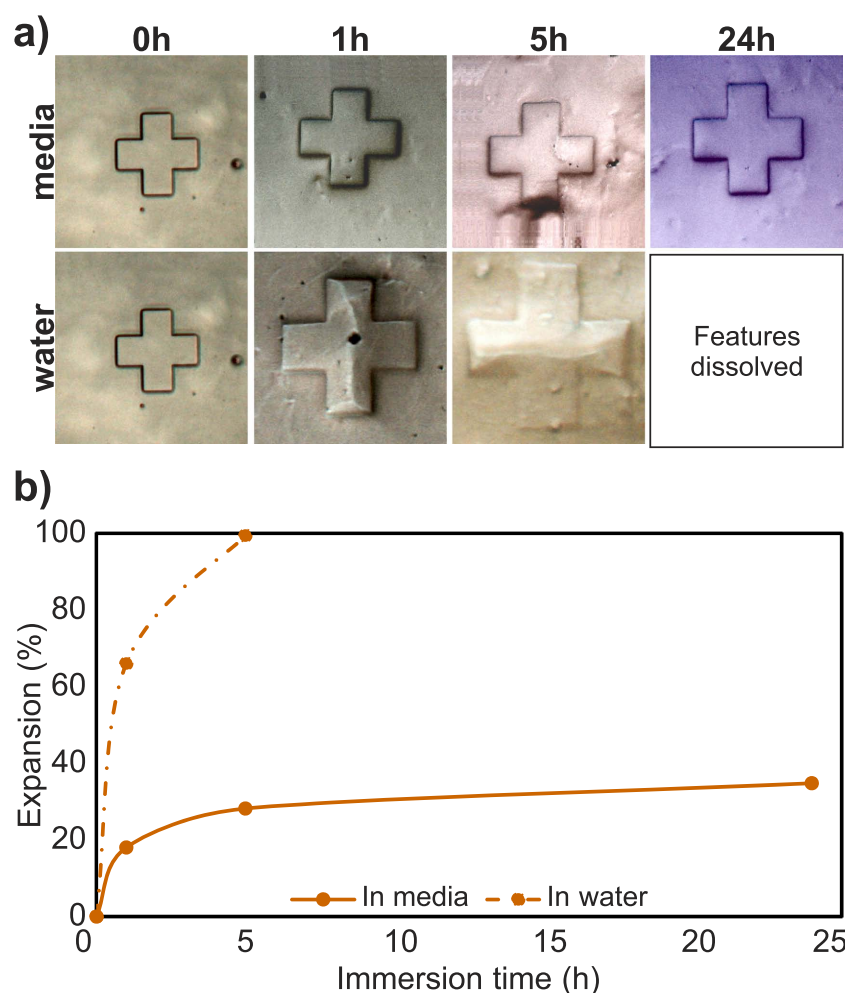 a)
0h 1h 5h 24h
media
water
Features
dissolved
b)
100
80
60
40
20
0
Expansion (%)
In media In water
0 5 10 15 20 25
Immersion time (h)